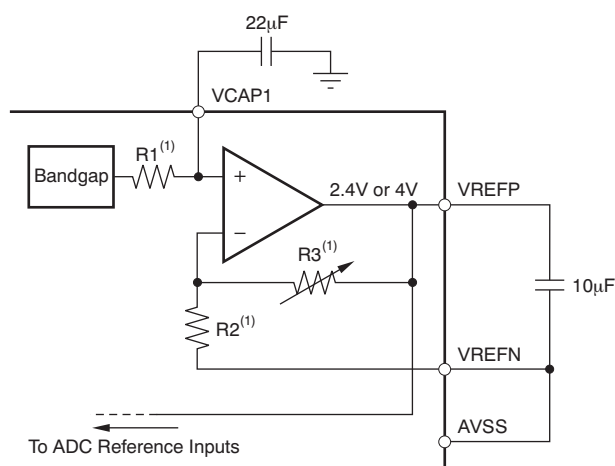 22μF
VCAP1
R1(1)
Bandgap
+
2.4V or 4V
VREFP
−
R3(1)
10μF
R2(1)
VREFN
AVSS
To ADC Reference Inputs